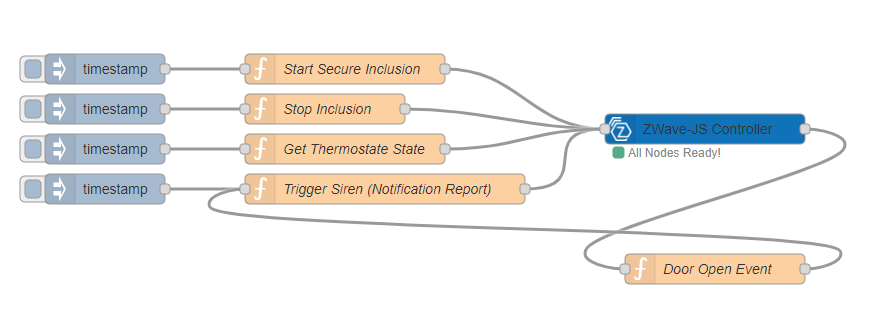 timestamp
Start Secure Inclusion
timestamp
Stop Inclusion
ZWave-JS Controller
timestamp
Get Thermostate State
All Nodes Ready!
timestamp
Trigger Siren (Notification Report)
Door Open Event